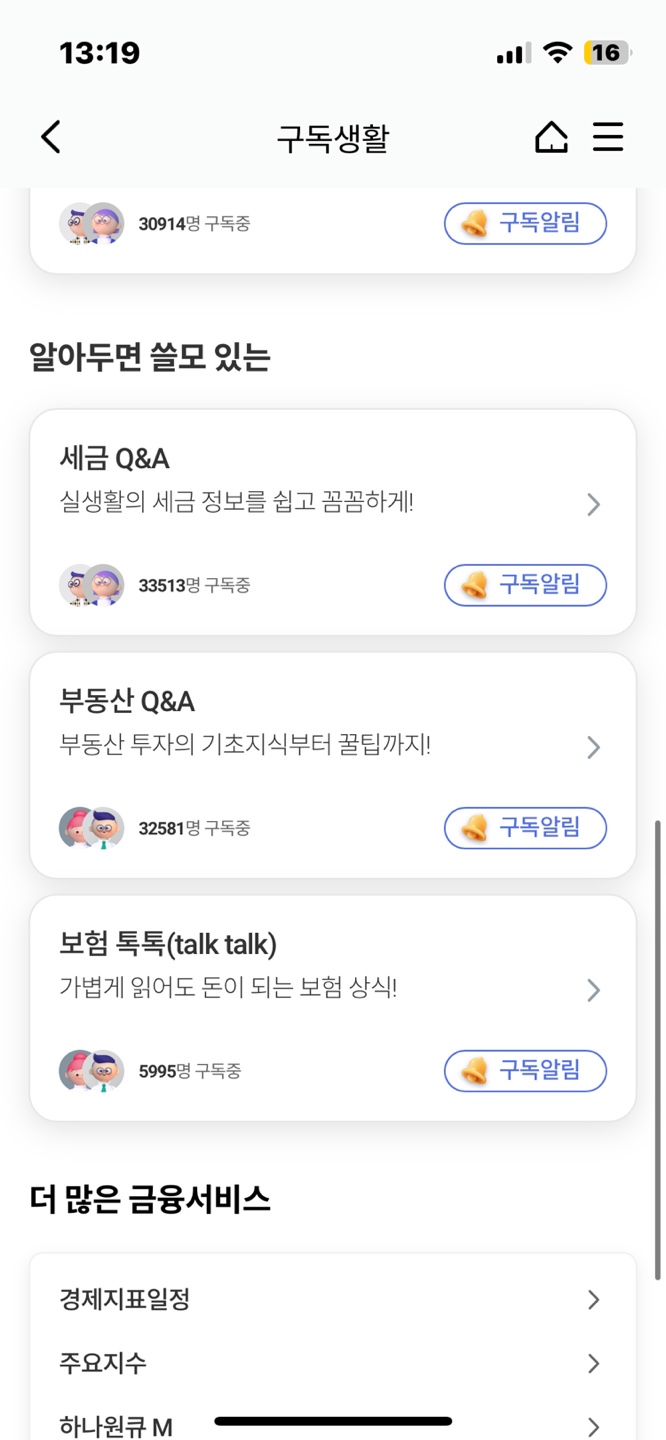 13:19
16
구독생활
30914명 구독중
구독알림
알아두면 쓸모 있는
세금 Q&A
실생활의 세금 정보를 쉽고 꼼꼼하게!
33513명 구독중
구독알림
부동산 Q&A
부동산 투자의 기초지식부터 꿀팁까지!
32581명 구독중
구독알림
보험 톡톡(talk talk)
가볍게 읽어도 돈이 되는 보험 상식!
5995명 구독중
구독알림
더 많은 금융서비스
경제지표일정
주요지수
하나원큐 M